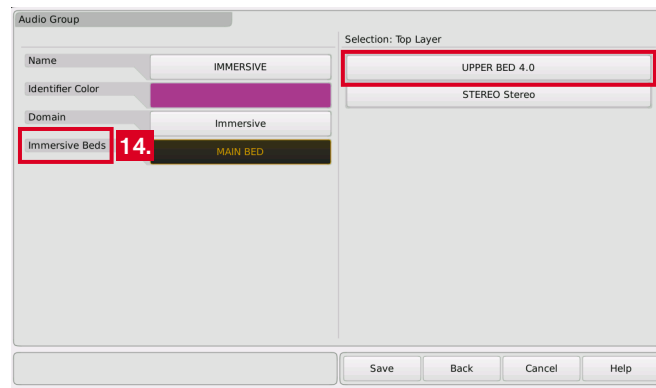 Audio Group
Selection: Top Layer
Name
IMMERSIVE
UPPER BED 4.0
Identifier Color
STEREO Stereo
Domain
Immersive
Immersive Beds
14.
MAIN BED
Save
Back
Cancel
Help